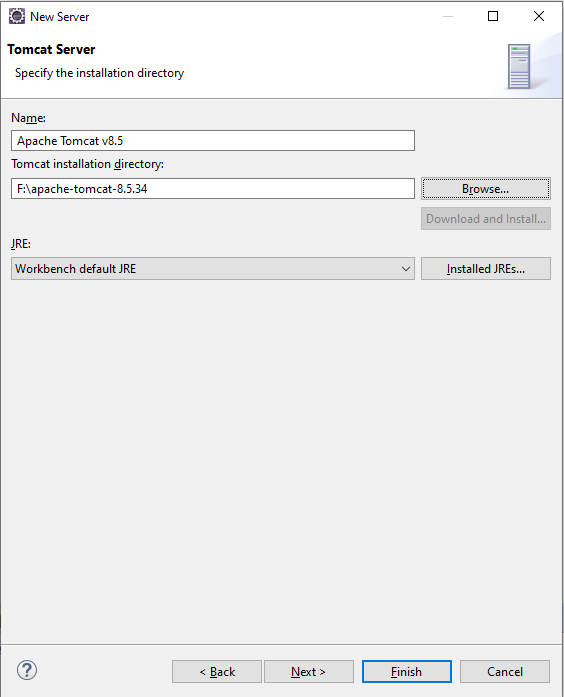 New Server
Tomcat Server
Specify the installation directory
Name:
Apache Tomcat v8.5
Tomcat installation directory:
F:\apache-tomcat-8.5.34
Browse...
Download and Install...
JRE:
Workbench default JRE
Installed JREs...
?
< Back
Next >
Finish
Cancel